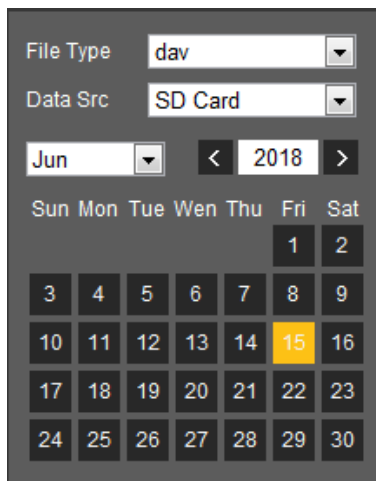 File Type dav
Data Src SD Card
Jun < 2018 >
Sun Mon Tue Wen Thu Fri Sat
1 2
3 4 5 6 7 8 9
10 11 12 13 14 15 16
17 18 19 20 21 22 23
24 25 26 27 28 29 30